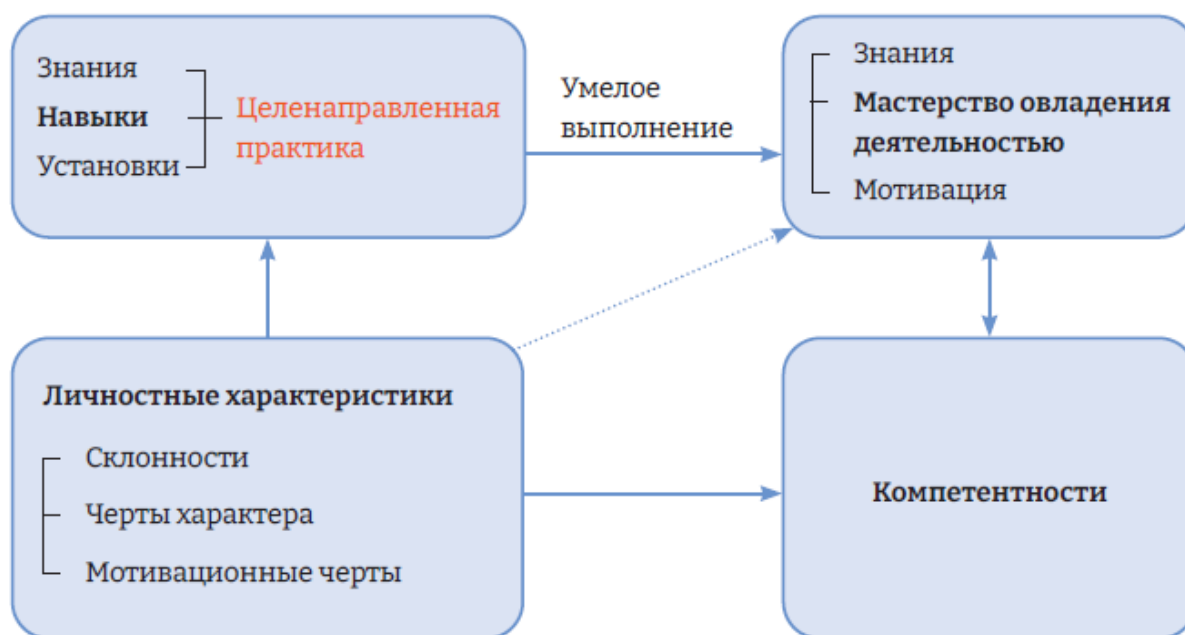 Знания
Навыки
Установки
Целенаправленная
практика
Умелое
выполнение
Знания
Мастерство овладения
деятельностью
Мотивация
Личностные характеристики
Склонности
Черты характера
Мотивационные черты
Компетентности